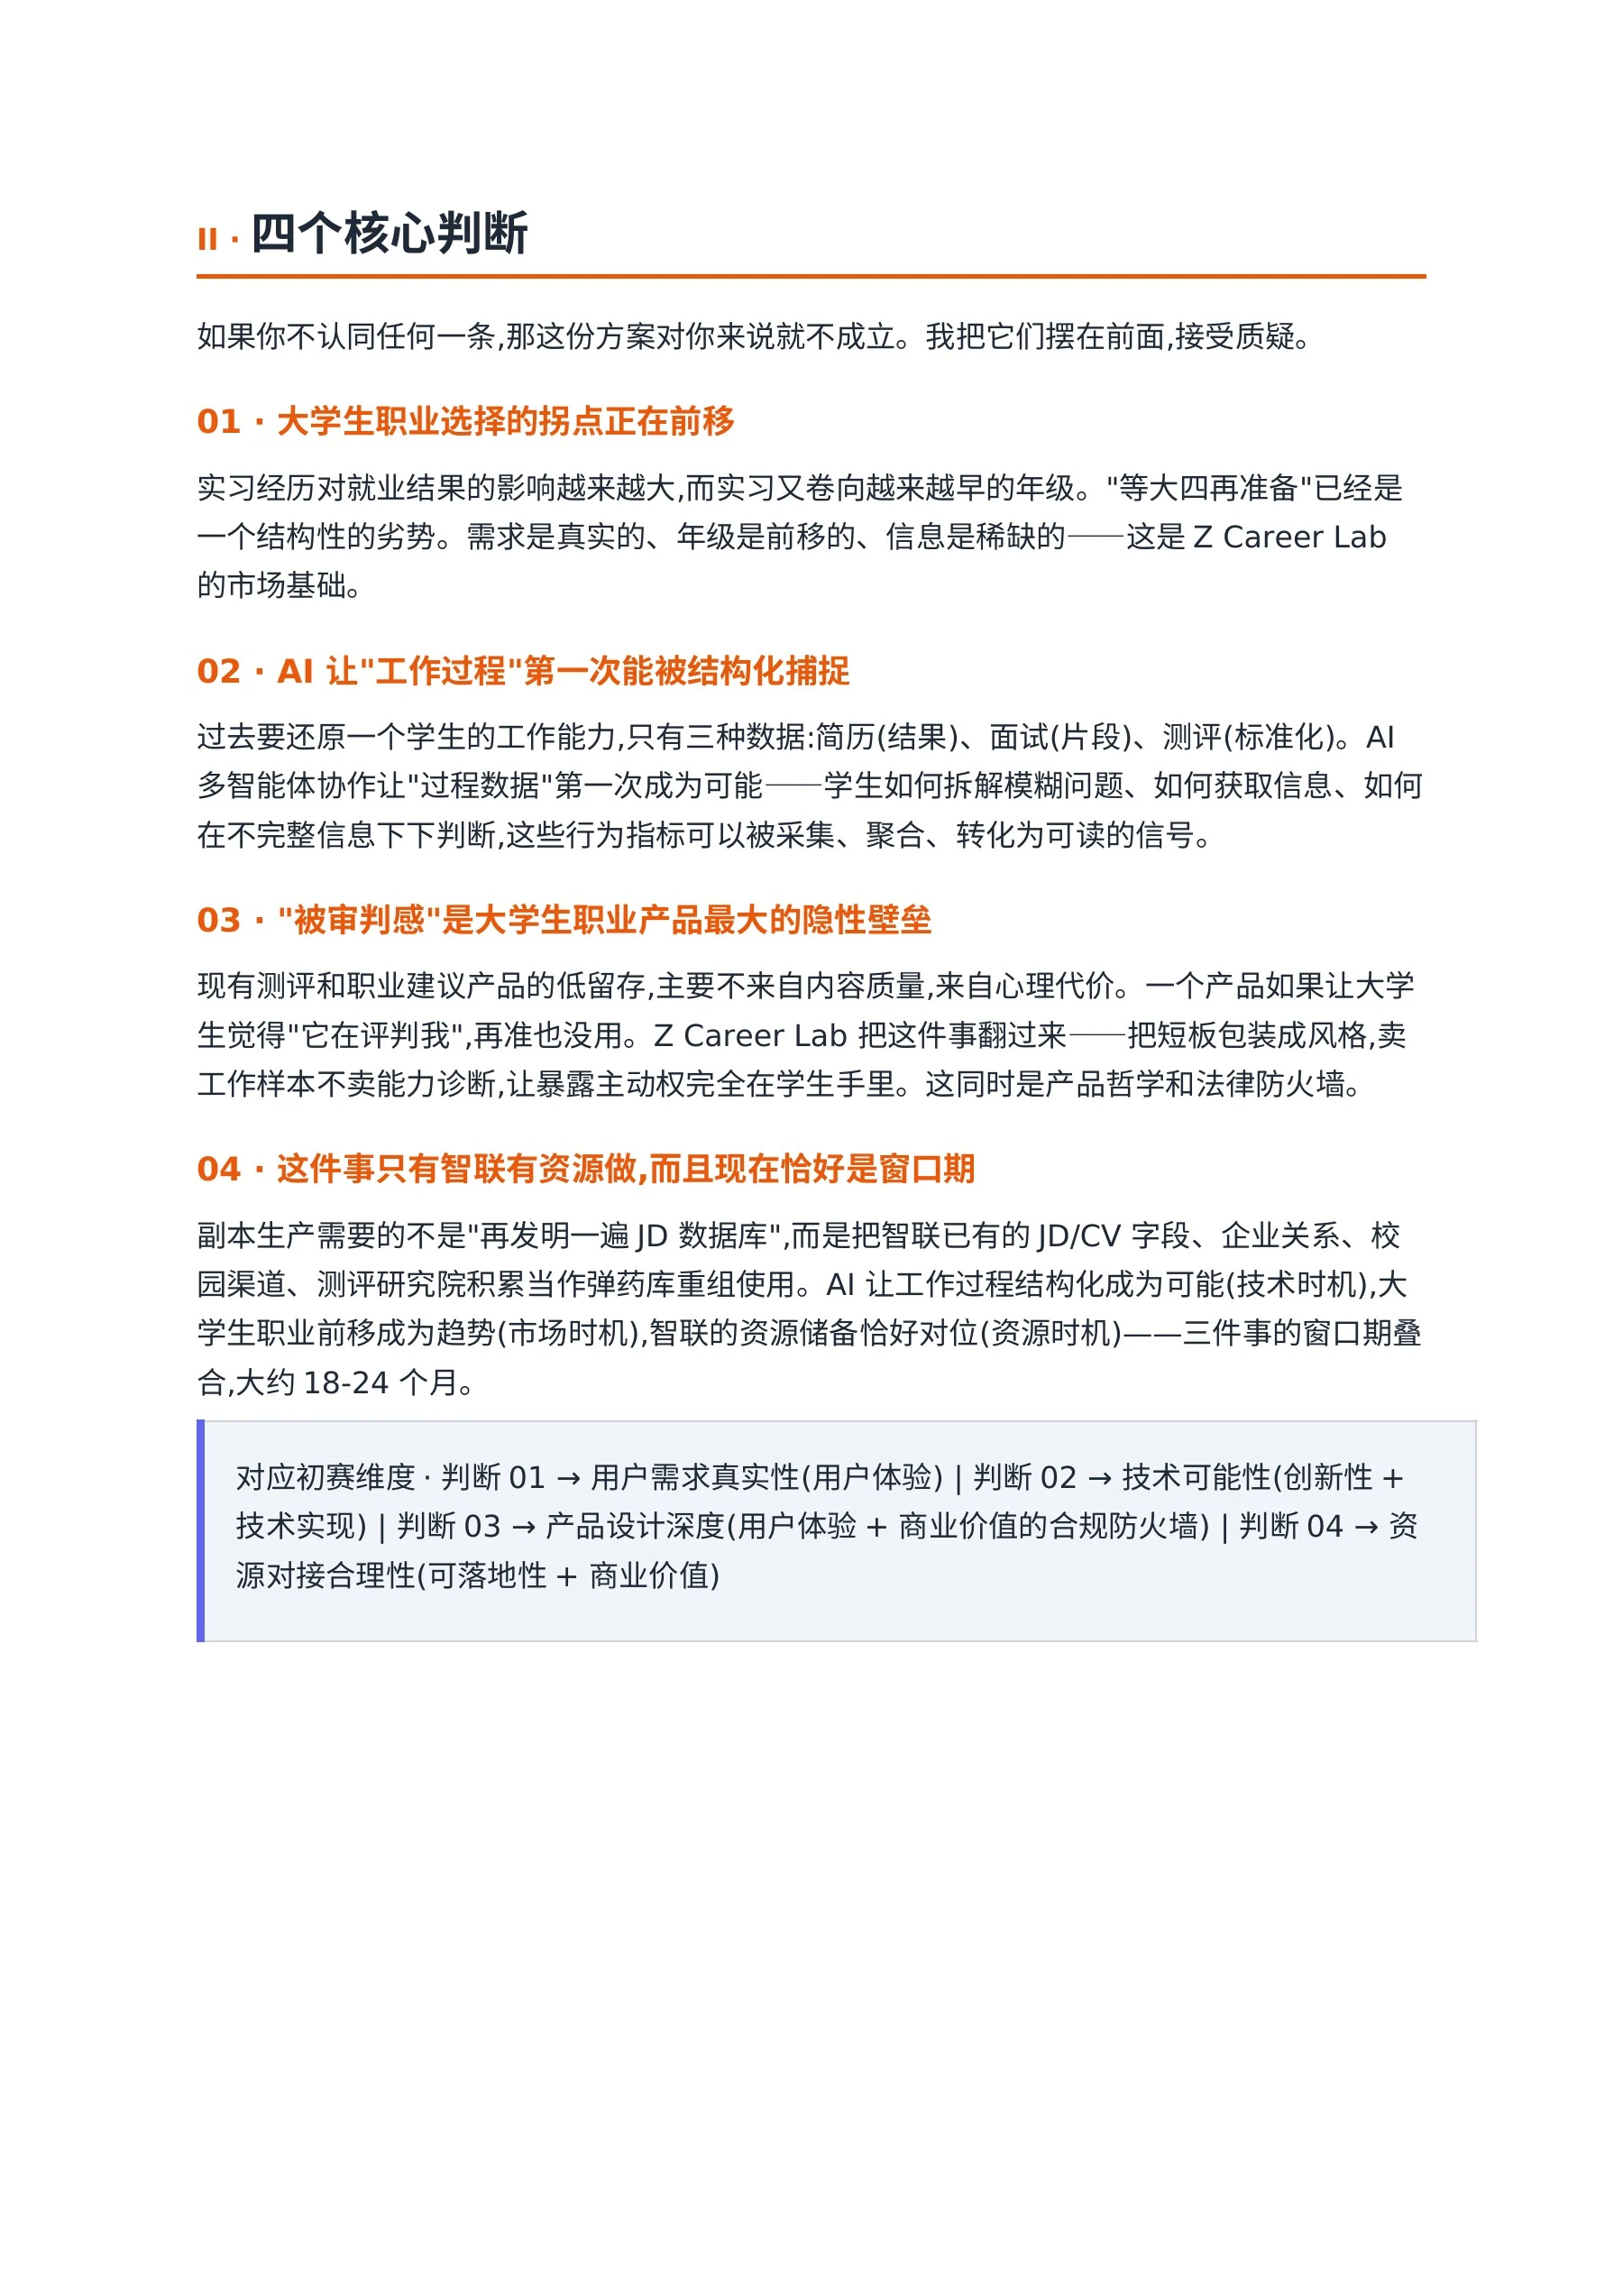 II · 四个核心判断
如果你不认同任何一条,那这份方案对你来说就不成立。我把它们摆在前面,接受质疑。
01 · 大学生职业选择的拐点正在前移
实习经历对就业结果的影响越来越大,而实习又卷向越来越早的年级。"等大四再准备"已经是
一个结构性的劣势。需求是真实的、年级是前移的、信息是稀缺的——这是 Z Career Lab
的市场基础。
02 · AI 让"工作过程"第一次能被结构化捕捉
过去要还原一个学生的工作能力,只有三种数据:简历(结果)、面试(片段)、测评(标准化)。AI
多智能体协作让"过程数据"第一次成为可能——学生如何拆解模糊问题、如何获取信息、如何
在不完整信息下下判断,这些行为指标可以被采集、聚合、转化为可读的信号。
03 · "被审判感"是大学生职业产品最大的隐性壁垒
现有测评和职业建议产品的低留存,主要不来自内容质量,来自心理代价。一个产品如果让大学
生觉得"它在评判我",再准也没用。Z Career Lab 把这件事翻过来——把短板包装成风格,卖
工作样本不卖能力诊断,让暴露主动权完全在学生手里。这同时是产品哲学和法律防火墙。
04 · 这件事只有智联有资源做,而且现在恰好是窗口期
副本生产需要的不是"再发明一遍 JD 数据库",而是把智联已有的 JD/CV 字段、企业关系、校
园渠道、测评研究院积累当作弹药库重组使用。AI 让工作过程结构化成为可能(技术时机),大
学生职业前移成为趋势(市场时机),智联的资源储备恰好对位(资源时机)——三件事的窗口期叠
合,大约 18-24 个月。
对应初赛维度 · 判断 01 → 用户需求真实性(用户体验) | 判断 02 → 技术可能性(创新性 +
技术实现) | 判断 03 → 产品设计深度(用户体验 + 商业价值的合规防火墙) | 判断 04 → 资
源对接合理性(可落地性 + 商业价值)